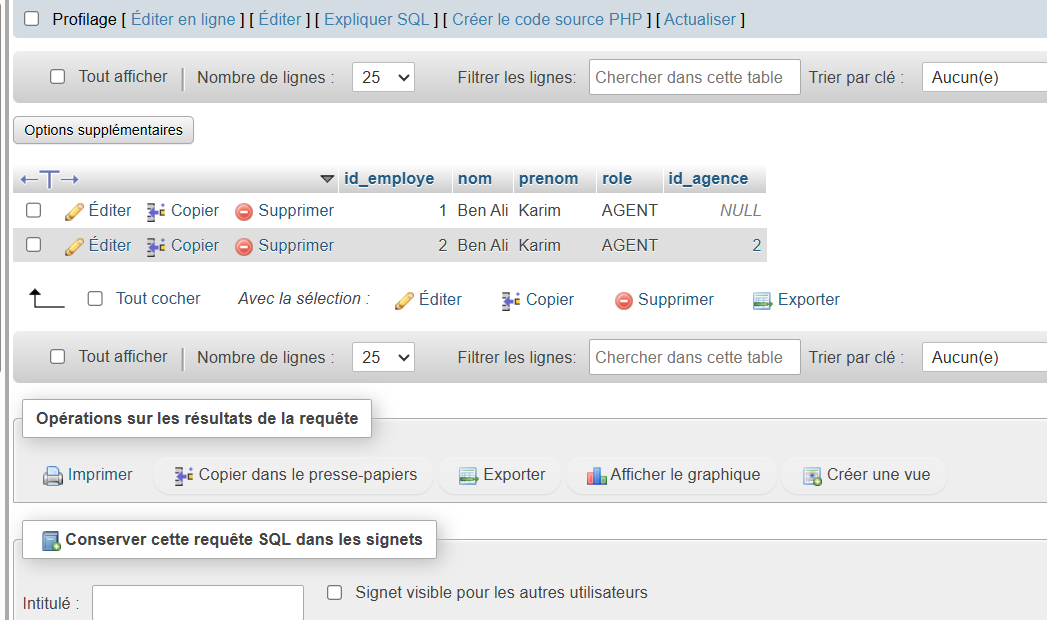 Profilage [ Éditer en ligne ] [ Éditer ] [ Expliquer SQL ] [ Créer le code source PHP ] [ Actualiser ]
Tout afficher | Nombre de lignes : 25 Filtrer les lignes: Chercher dans cette table Trier par clé : Aucun(e)
Options supplémentaires
←T→ id_employe nom prenom role id_agence
Éditer Copier Supprimer 1 Ben Ali Karim AGENT NULL
Éditer Copier Supprimer 2 Ben Ali Karim AGENT 2
Tout cocher Avec la sélection : Éditer Copier Supprimer Exporter
Tout afficher | Nombre de lignes : 25 Filtrer les lignes: Chercher dans cette table Trier par clé : Aucun(e)
Opérations sur les résultats de la requête
Imprimer Copier dans le presse-papiers Exporter Afficher le graphique Créer une vue
Conserver cette requête SQL dans les signets
Intitulé : Signet visible pour les autres utilisateurs